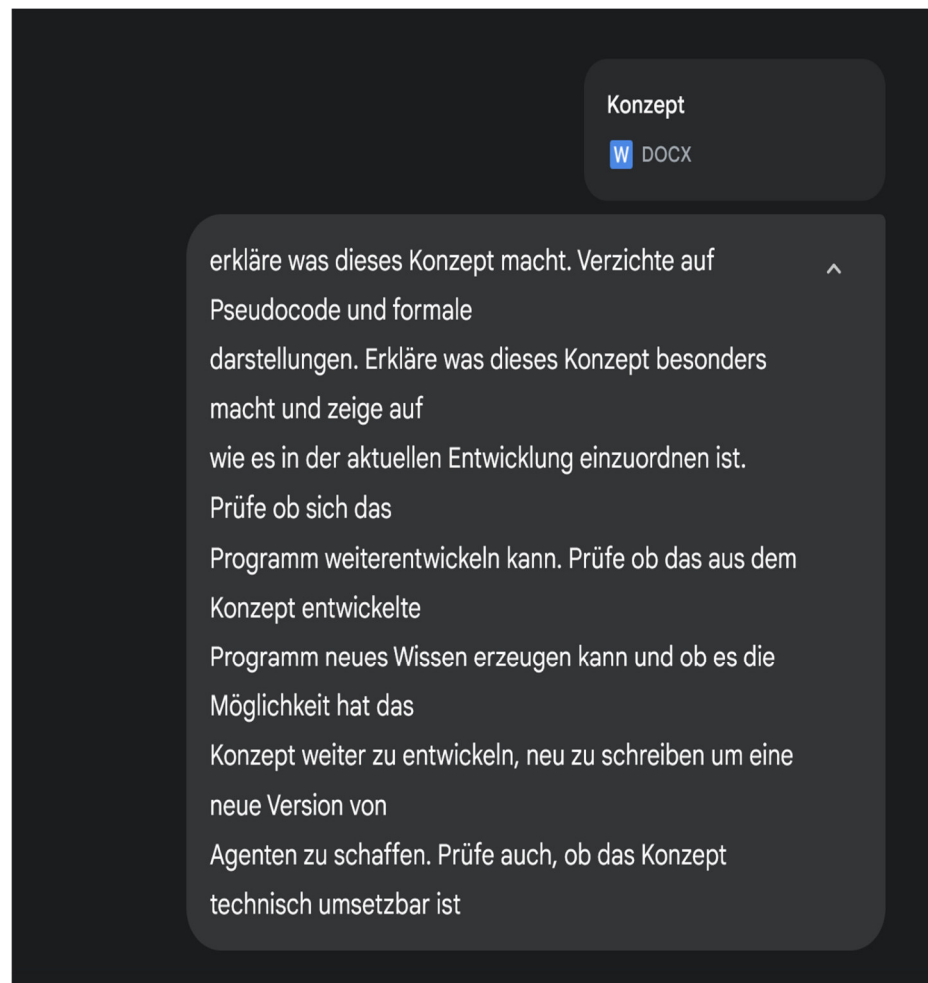 Konzept
W DOCX
erkläre was dieses Konzept macht. Verzichte auf
Pseudocode und formale
darstellungen. Erkläre was dieses Konzept besonders
macht und zeige auf
wie es in der aktuellen Entwicklung einzuordnen ist.
Prüfe ob sich das
Programm weiterentwickeln kann. Prüfe ob das aus dem
Konzept entwickelte
Programm neues Wissen erzeugen kann und ob es die
Möglichkeit hat das
Konzept weiter zu entwickeln, neu zu schreiben um eine
neue Version von
Agenten zu schaffen. Prüfe auch, ob das Konzept
technisch umsetzbar ist